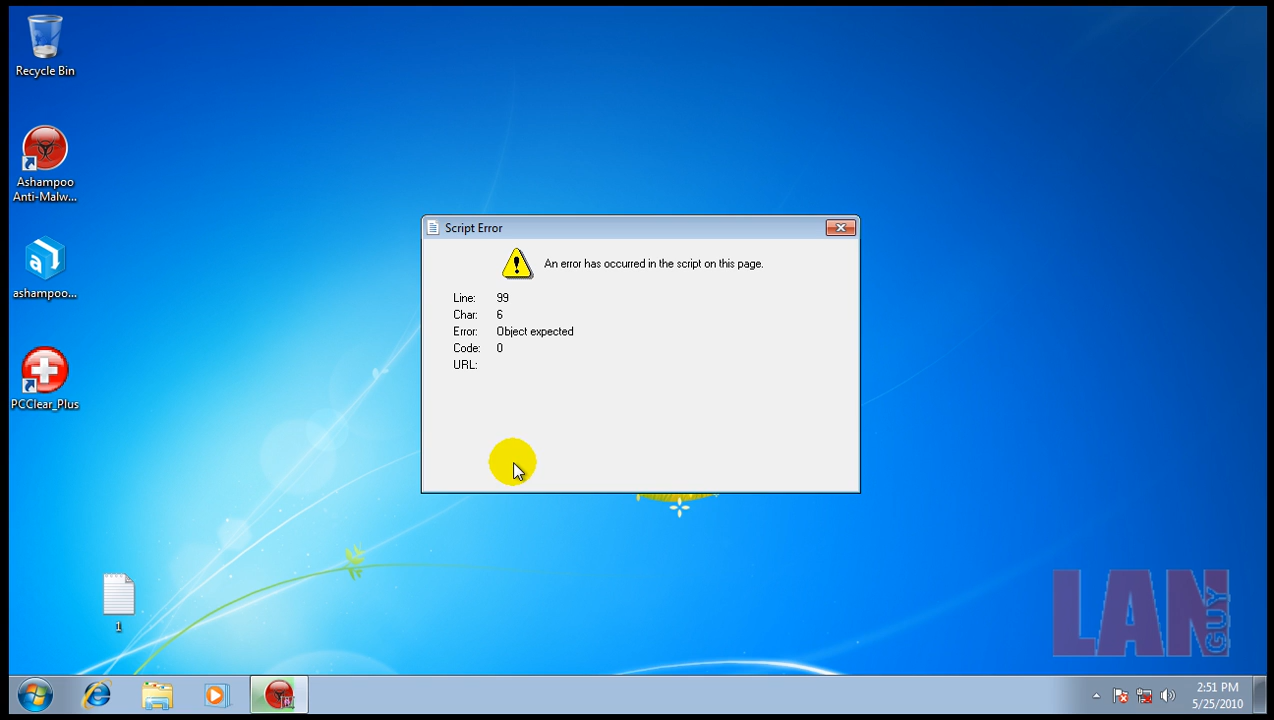 Recycle Bin
Ashampoo
Anti-Malw...
ashampoo...
PCClear_Plus
1
Script Error
An error has occurred in the script on this page.
Line: 99
Char: 6
Error: Object expected
Code: 0
URL:
LAN
GUY
2:51 PM
5/25/2010